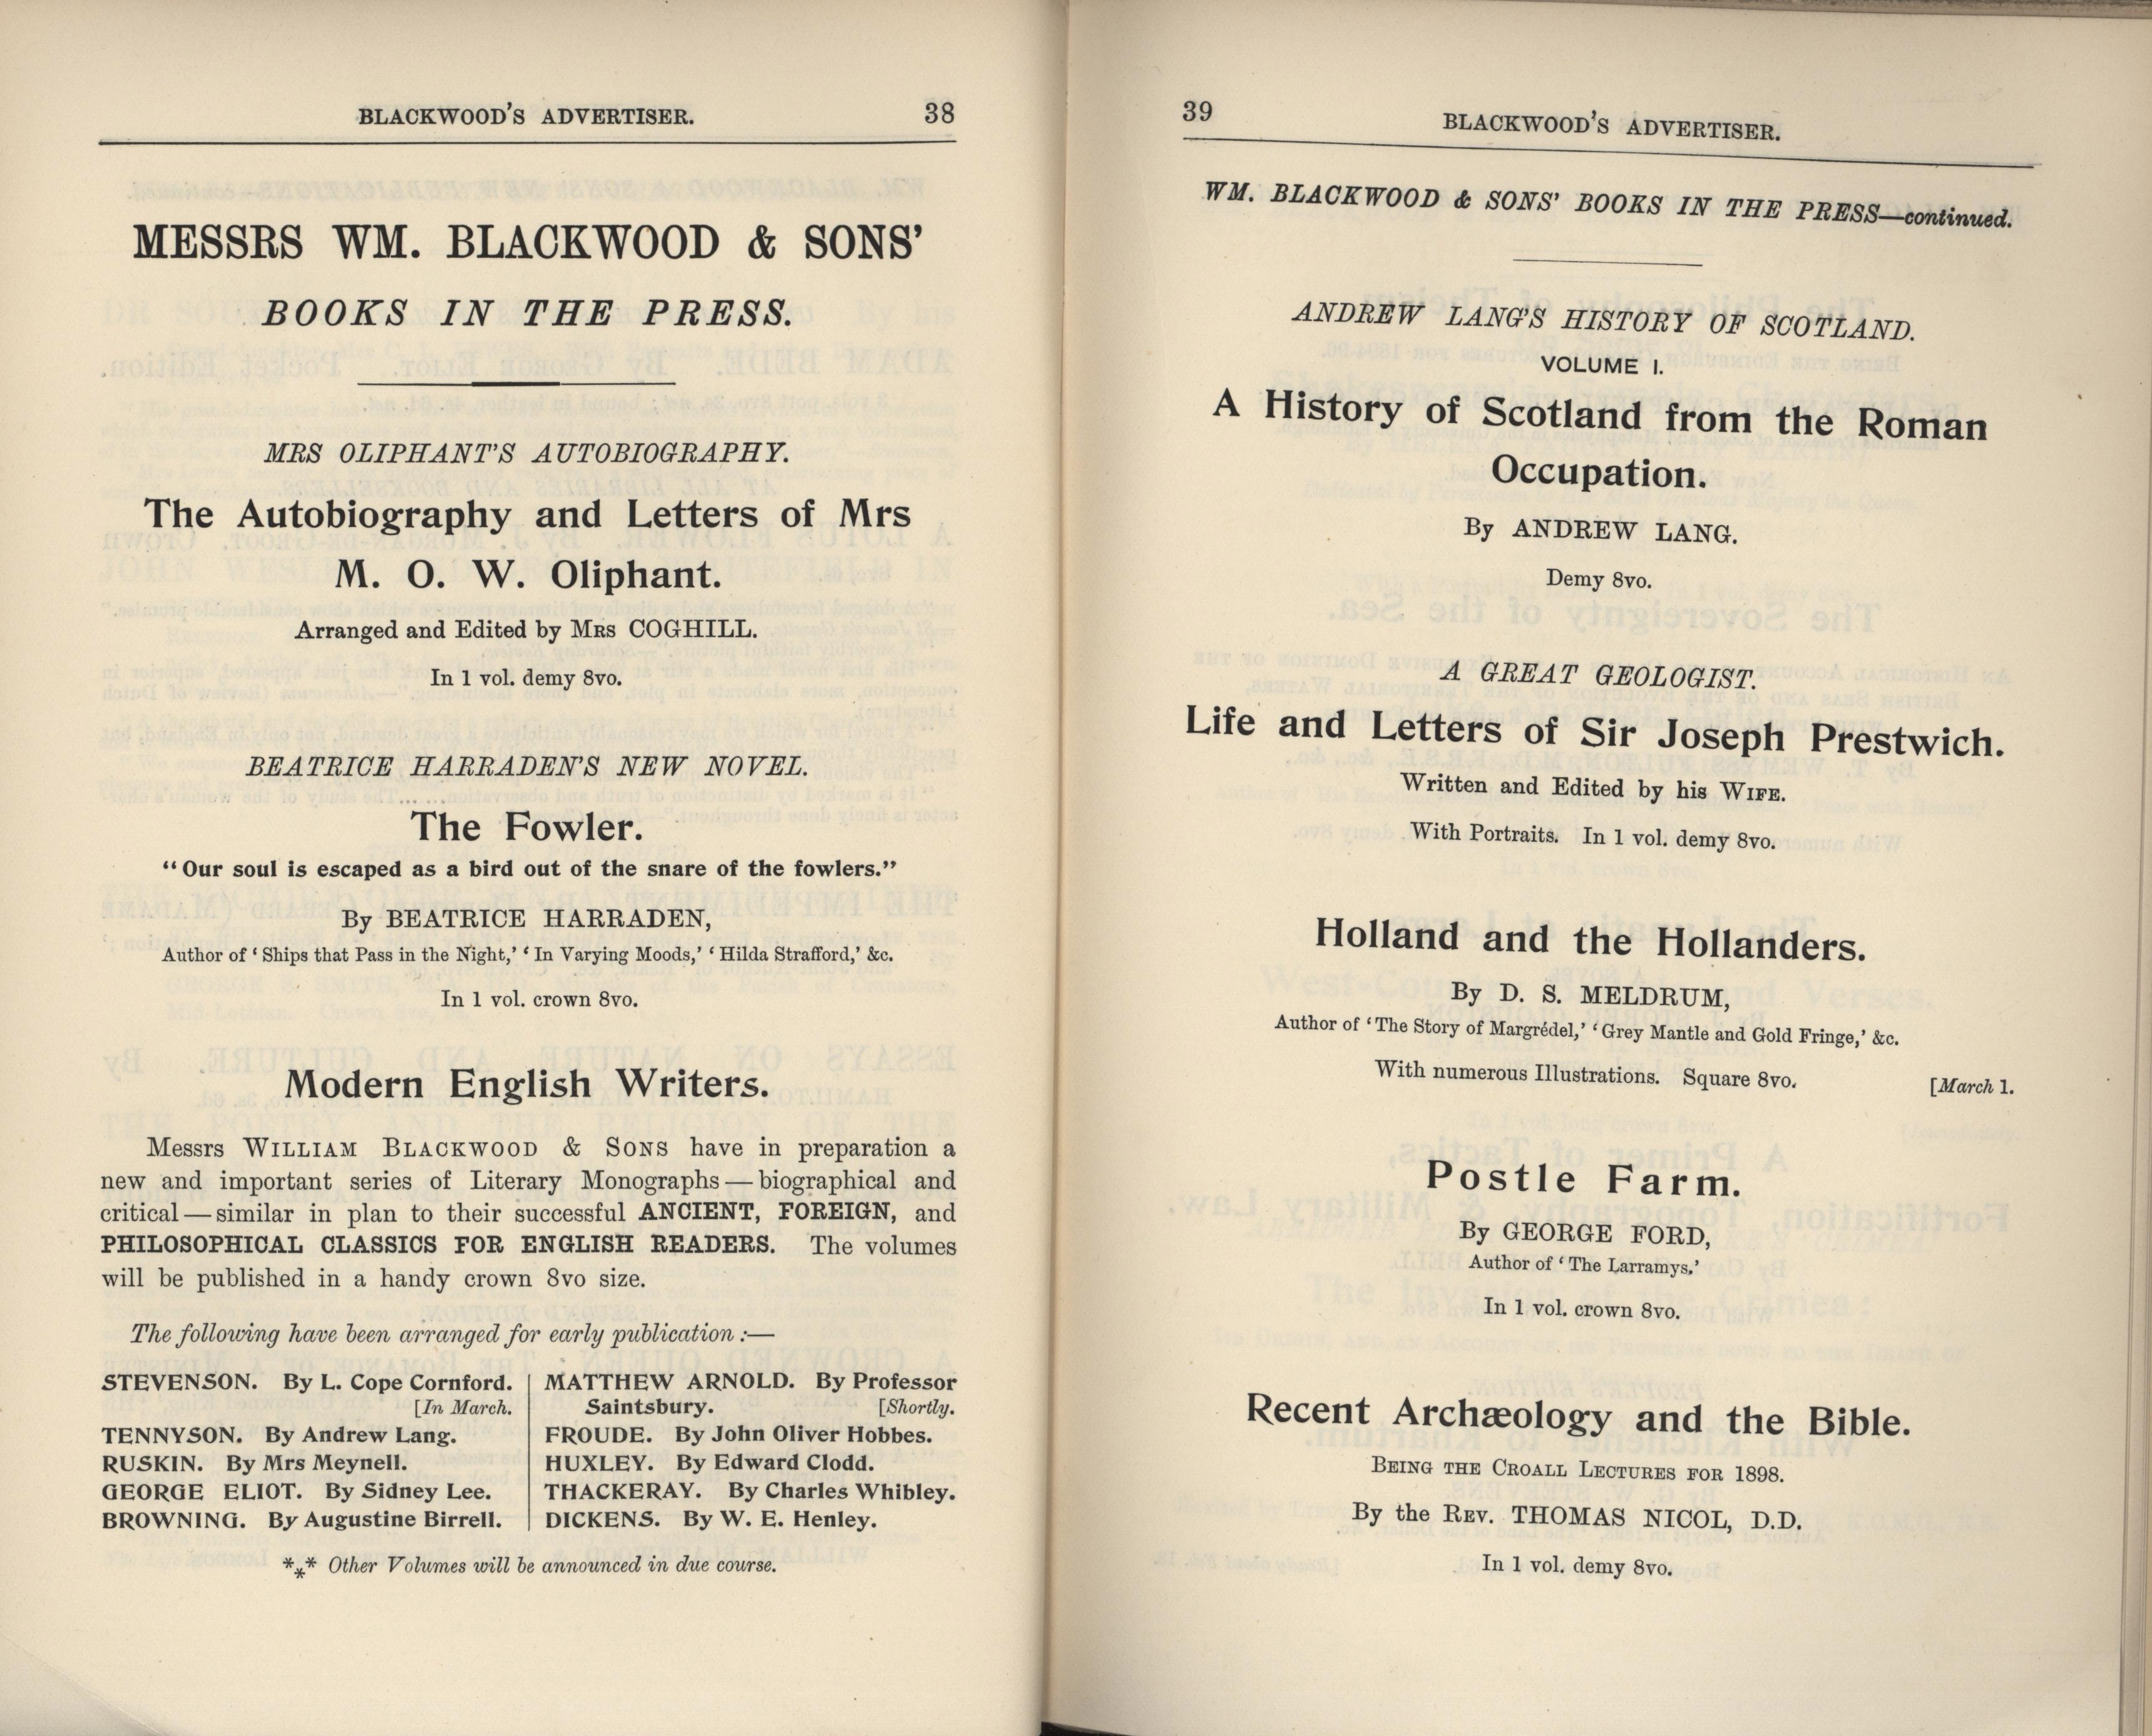 BLACKWOOD'S ADVERTISER. 38
MESSRS WM. BLACKWOOD & SONS'
BOOKS IN THE PRESS.
MRS OLIPHANT'S AUTOBIOGRAPHY.
The Autobiography and Letters of Mrs
M. O. W. Oliphant.
Arranged and Edited by MRS COGHILL.
In 1 vol. demy 8vo.
BEATRICE HARRADEN'S NEW NOVEL.
The Fowler.
“Our soul is escaped as a bird out of the snare of the fowlers.”
By BEATRICE HARRADEN,
Author of ‘Ships that Pass in the Night,’ ‘In Varying Moods,’ ‘Hilda Strafford,’ &c.
In 1 vol. crown 8vo.
Modern English Writers.
Messrs WILLIAM BLACKWOOD & SONS have in preparation a
new and important series of Literary Monographs — biographical and
critical — similar in plan to their successful ANCIENT, FOREIGN, and
PHILOSOPHICAL CLASSICS FOR ENGLISH READERS. The volumes
will be published in a handy crown 8vo size.
The following have been arranged for early publication :—
STEVENSON. By L. Cope Cornford.
[In March.
TENNYSON. By Andrew Lang.
RUSKIN. By Mrs Meynell.
GEORGE ELIOT. By Sidney Lee.
BROWNING. By Augustine Birrell.
MATTHEW ARNOLD. By Professor
Saintsbury. [Shortly.
FROUDE. By John Oliver Hobbes.
HUXLEY. By Edward Clodd.
THACKERAY. By Charles Whibley.
DICKENS. By W. E. Henley.
*** Other Volumes will be announced in due course.
39 BLACKWOOD'S ADVERTISER.
WM. BLACKWOOD & SONS' BOOKS IN THE PRESS—continued.
ANDREW LANG'S HISTORY OF SCOTLAND.
VOLUME I.
A History of Scotland from the Roman
Occupation.
By ANDREW LANG.
Demy 8vo.
A GREAT GEOLOGIST.
Life and Letters of Sir Joseph Prestwich.
Written and Edited by his WIFE.
With Portraits. In 1 vol. demy 8vo.
Holland and the Hollanders.
By D. S. MELDRUM,
Author of ‘The Story of Margrédel,’ ‘Grey Mantle and Gold Fringe,’ &c.
With numerous Illustrations. Square 8vo. [March 1.
Postle Farm.
By GEORGE FORD,
Author of ‘The Larramys.’
In 1 vol. crown 8vo.
Recent Archæology and the Bible.
BEING THE CROALL LECTURES FOR 1898.
By the REV. THOMAS NICOL, D.D.
In 1 vol. demy 8vo.